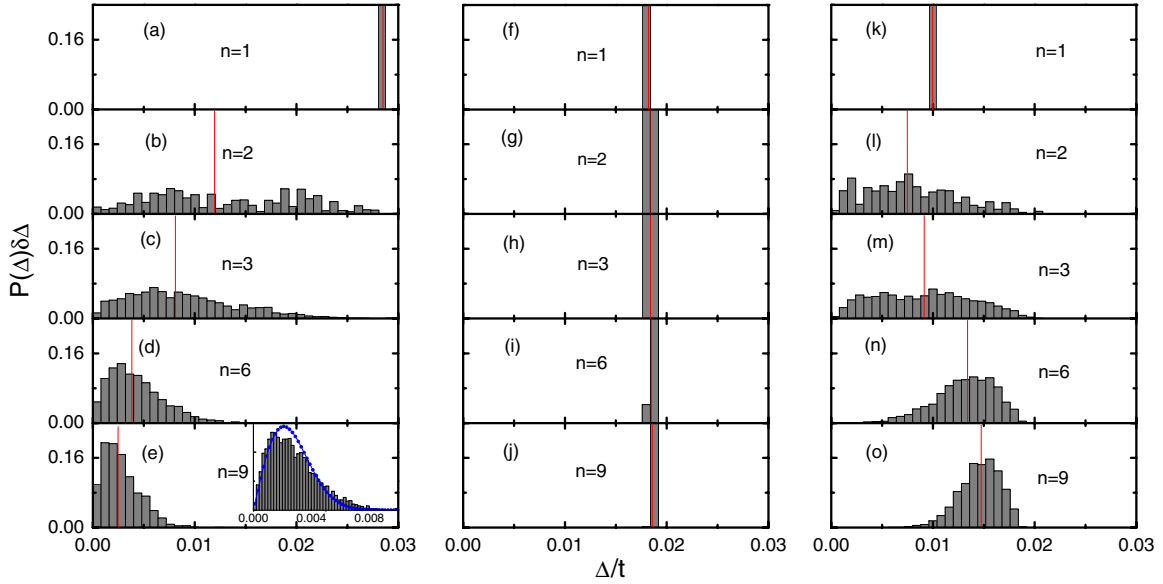 (a)
n=1
0.16
0.00
(b)
n=2
0.16
0.00
(c)
n=3
0.16
0.00
(d)
n=6
0.16
0.00
(e)
n=9
0.16
0.00
0.000 0.004 0.008
0.00 0.01 0.02 0.03
P(Δ)δΔ
(f)
n=1
(g)
n=2
(h)
n=3
(i)
n=6
(j)
n=9
0.00 0.01 0.02 0.03
Δ/t
(k)
n=1
(l)
n=2
(m)
n=3
(n)
n=6
(o)
n=9
0.00 0.01 0.02 0.03